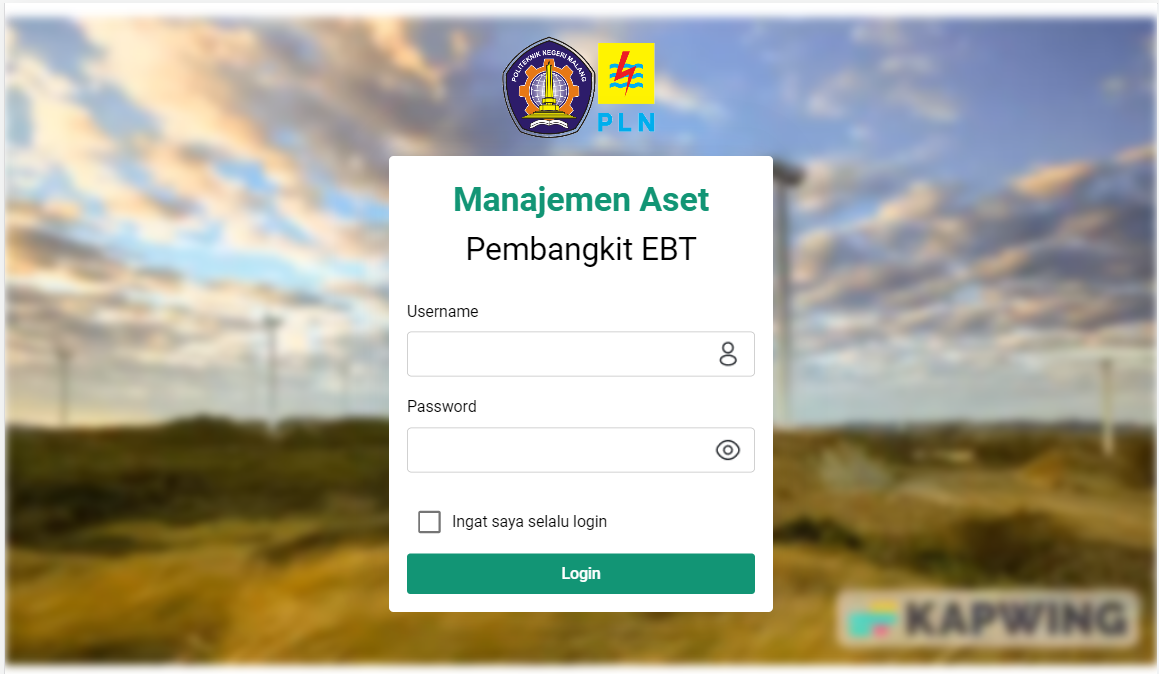 POLITEKNIK NEGERI MALANG
PLN
Manajemen Aset
Pembangkit EBT
Username
Password
Ingat saya selalu login
Login
KAPWING